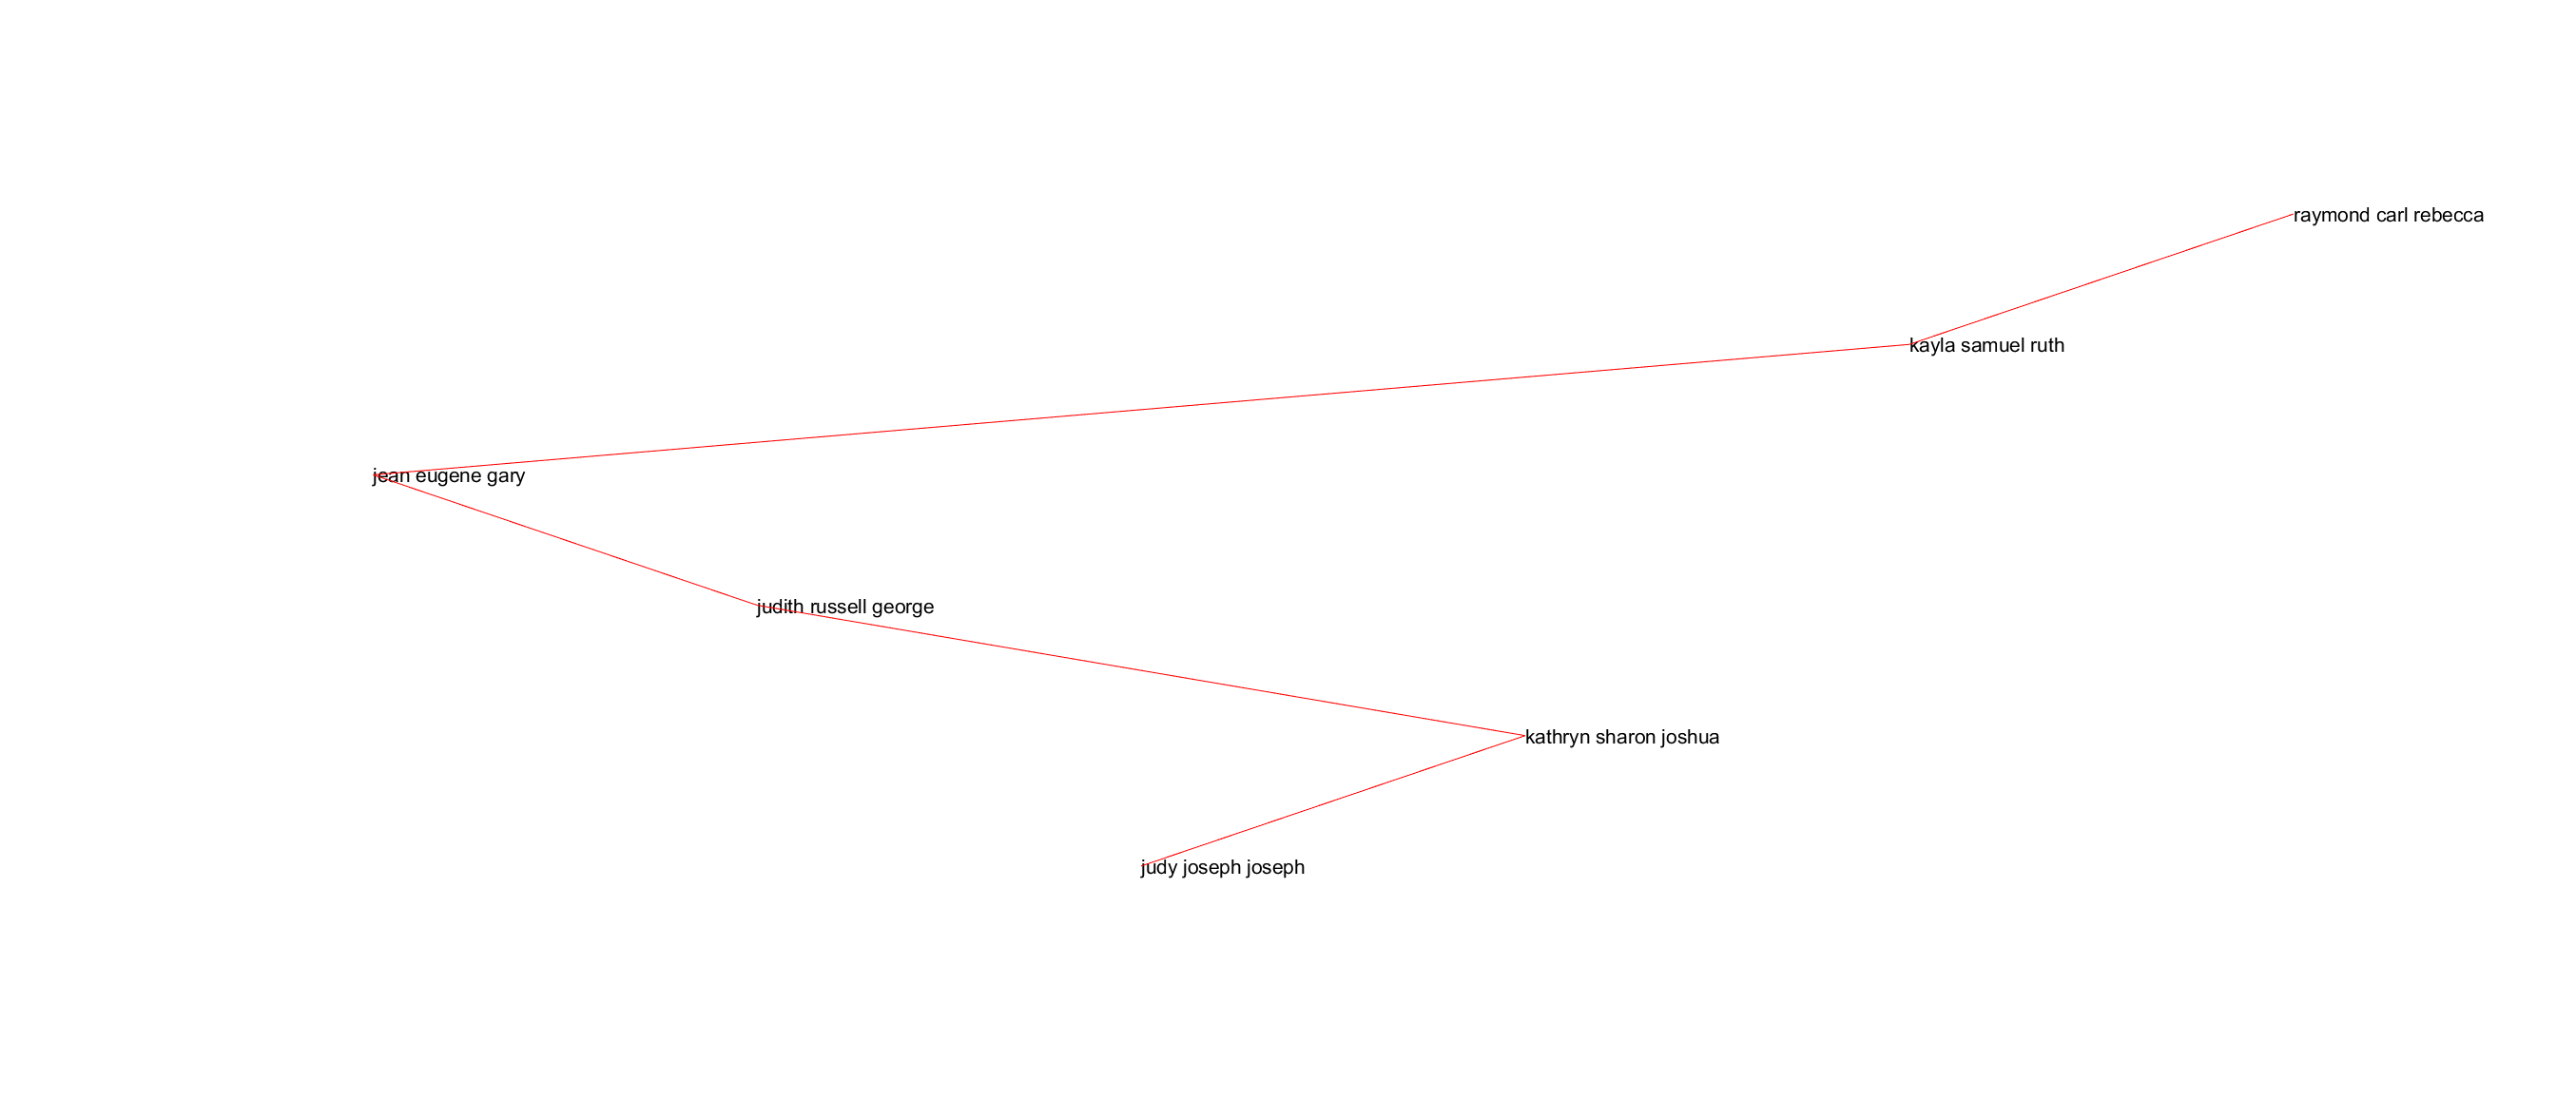 raymond carl rebecca
kayla samuel ruth
jean eugene gary
judith russell george
kathryn sharon joshua
judy joseph joseph